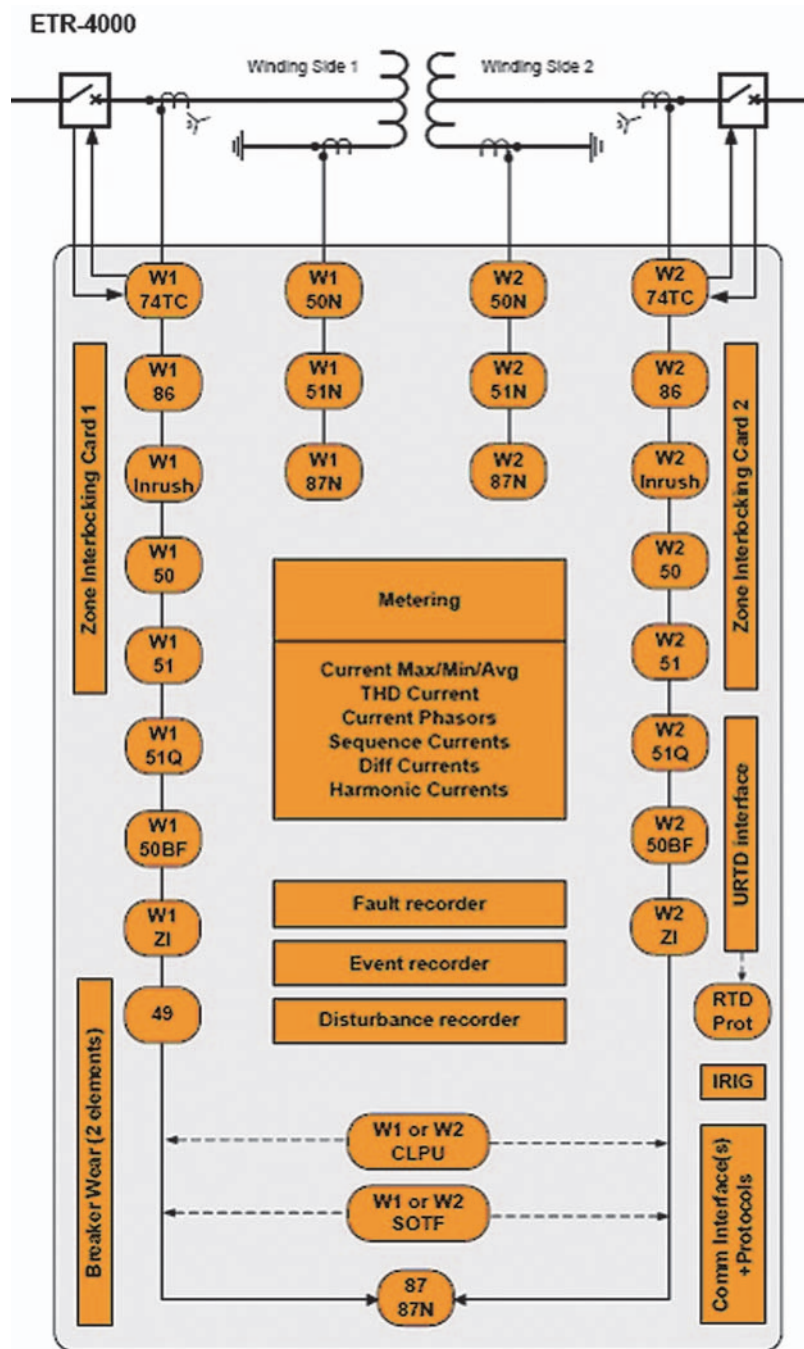 ETR-4000
Winding Side 1
Winding Side 2
W1
74TC
W1
50N
W2
50N
W2
74TC
Zone Interlocking Card 1
W1
86
W1
51N
W2
51N
W2
86
Zone Interlocking Card 2
W1
Inrush
W1
87N
W2
87N
W2
Inrush
W1
50
W2
50
Metering
W1
51
W2
51
Current Max/Min/Avg
THD Current
Current Phasors
Sequence Currents
Diff Currents
Harmonic Currents
W1
51Q
W2
51Q
URTD interface
W1
50BF
W2
50BF
Fault recorder
W1
ZI
W2
ZI
Event recorder
Breaker Wear (2 elements)
49
Disturbance recorder
RTD
Prot
IRIG
W1 or W2
CLPU
Comm Interface(s)
+Protocols
W1 or W2
SOTF
87
87N